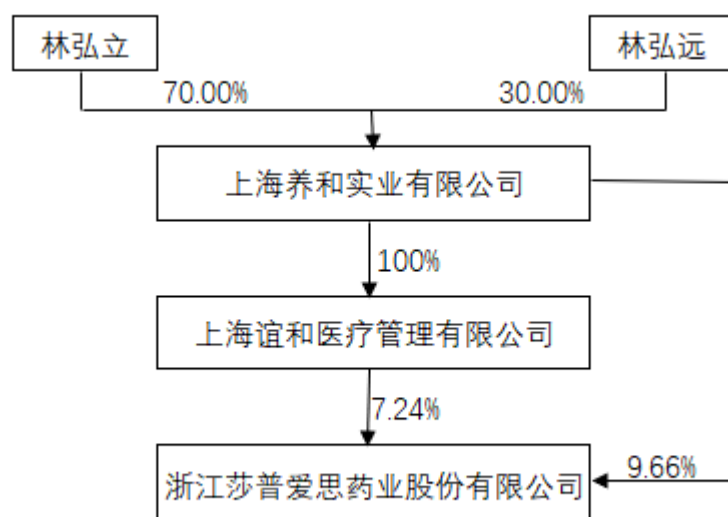 林弘立
林弘远
70.00%
30.00%
上海养和实业有限公司
100%
上海谊和医疗管理有限公司
7.24%
浙江莎普爱思药业股份有限公司
9.66%